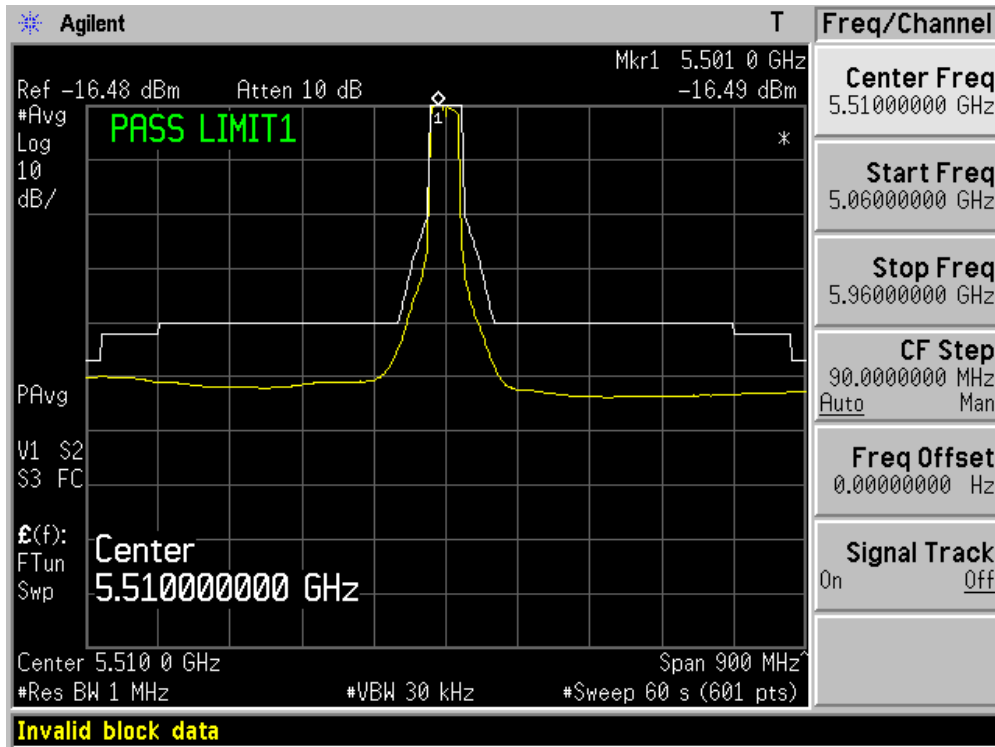 Agilent T
Mkr1 5.501 0 GHz
Ref -16.48 dBm Atten 10 dB -16.49 dBm
#Avg
Log
10
dB/
PASS LIMIT1
1
*
PAvg
V1 S2
S3 FC
£(f):
FTun
Swp
Center
5.510000000 GHz
Center 5.510 0 GHz Span 900 MHz^
#Res BW 1 MHz #VBW 30 kHz #Sweep 60 s (601 pts)
Invalid block data
Freq/Channel
Center Freq
5.51000000 GHz
Start Freq
5.06000000 GHz
Stop Freq
5.96000000 GHz
CF Step
90.0000000 MHz
Auto Man
Freq Offset
0.00000000 Hz
Signal Track
On Off